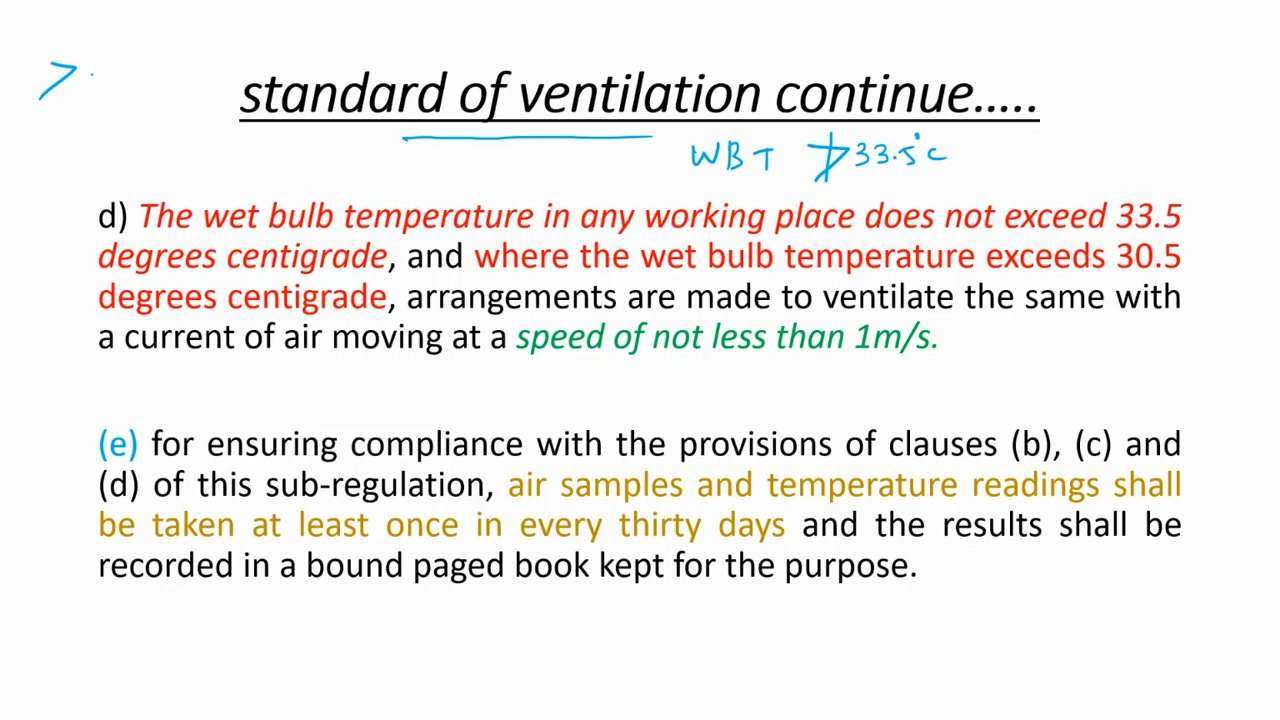 standard of ventilation continue.....
WBT ≯33.5°C
d) The wet bulb temperature in any working place does not exceed 33.5
degrees centigrade, and where the wet bulb temperature exceeds 30.5
degrees centigrade, arrangements are made to ventilate the same with
a current of air moving at a speed of not less than 1m/s.
(e) for ensuring compliance with the provisions of clauses (b), (c) and
(d) of this sub-regulation, air samples and temperature readings shall
be taken at least once in every thirty days and the results shall be
recorded in a bound paged book kept for the purpose.